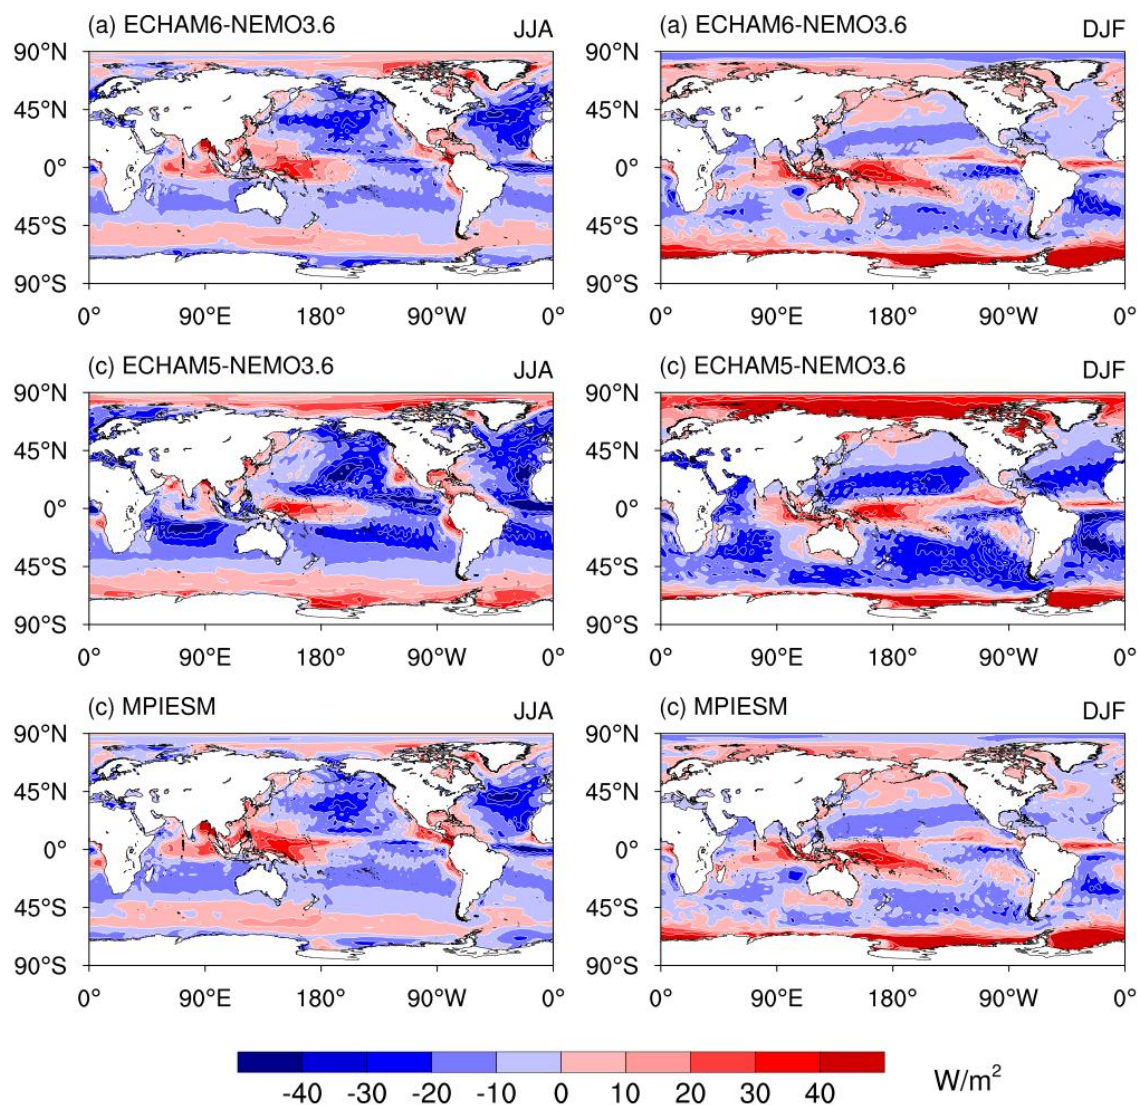 (a) ECHAM6-NEMO3.6 JJA
90°N
45°N
0°
45°S
90°S
0° 90°E 180° 90°W 0°
(a) ECHAM6-NEMO3.6 DJF
90°N
45°N
0°
45°S
90°S
0° 90°E 180° 90°W 0°
(c) ECHAM5-NEMO3.6 JJA
90°N
45°N
0°
45°S
90°S
0° 90°E 180° 90°W 0°
(c) ECHAM5-NEMO3.6 DJF
90°N
45°N
0°
45°S
90°S
0° 90°E 180° 90°W 0°
(c) MPIESM JJA
90°N
45°N
0°
45°S
90°S
0° 90°E 180° 90°W 0°
(c) MPIESM DJF
90°N
45°N
0°
45°S
90°S
0° 90°E 180° 90°W 0°
-40 -30 -20 -10 0 10 20 30 40 W/m²